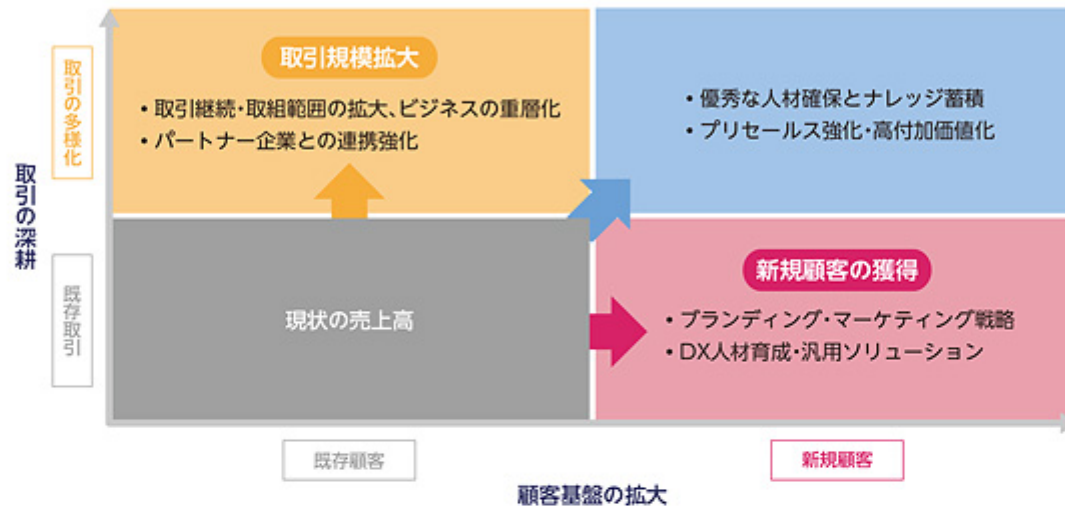 取引の深耕
取引の多様化
取引規模拡大
・取引継続・取組範囲の拡大、ビジネスの重層化
・パートナー企業との連携強化
・優秀な人材確保とナレッジ蓄積
・プリセールス強化・高付加価値化
既存取引
現状の売上高
新規顧客の獲得
・ブランディング・マーケティング戦略
・DX人材育成・汎用ソリューション
既存顧客
新規顧客
顧客基盤の拡大